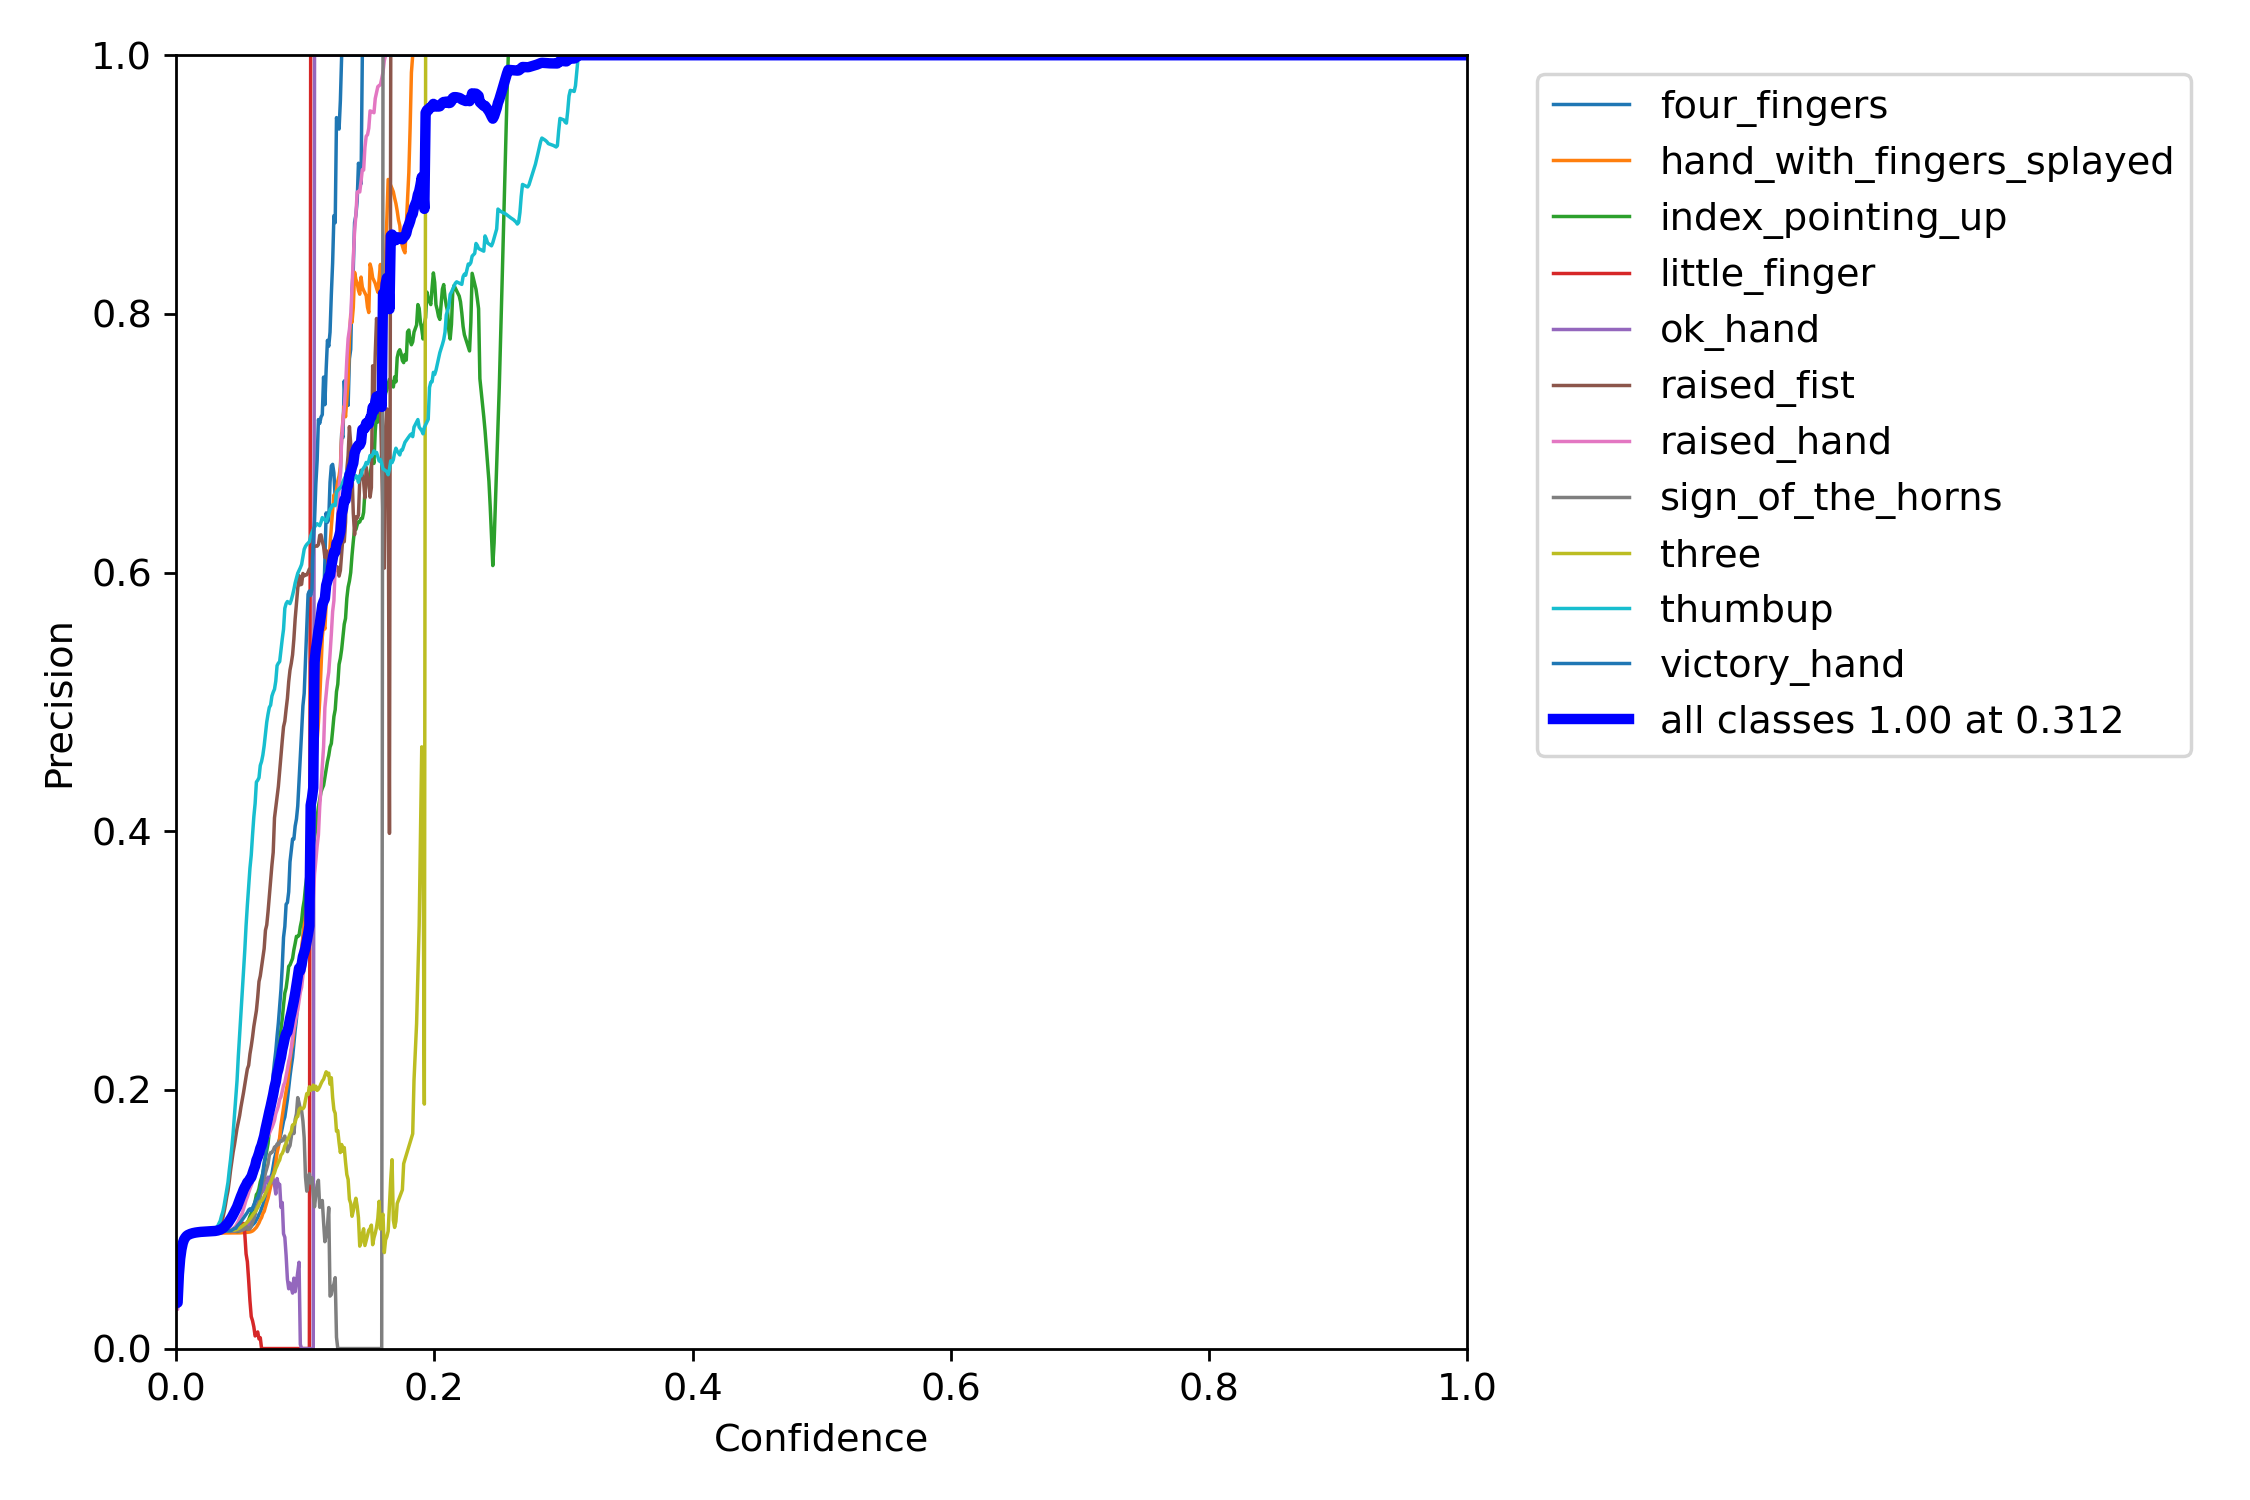 1.0
0.8
0.6
0.4
0.2
0.0
Precision
0.0 0.2 0.4 0.6 0.8 1.0
Confidence
four_fingers
hand_with_fingers_splayed
index_pointing_up
little_finger
ok_hand
raised_fist
raised_hand
sign_of_the_horns
three
thumbup
victory_hand
all classes 1.00 at 0.312